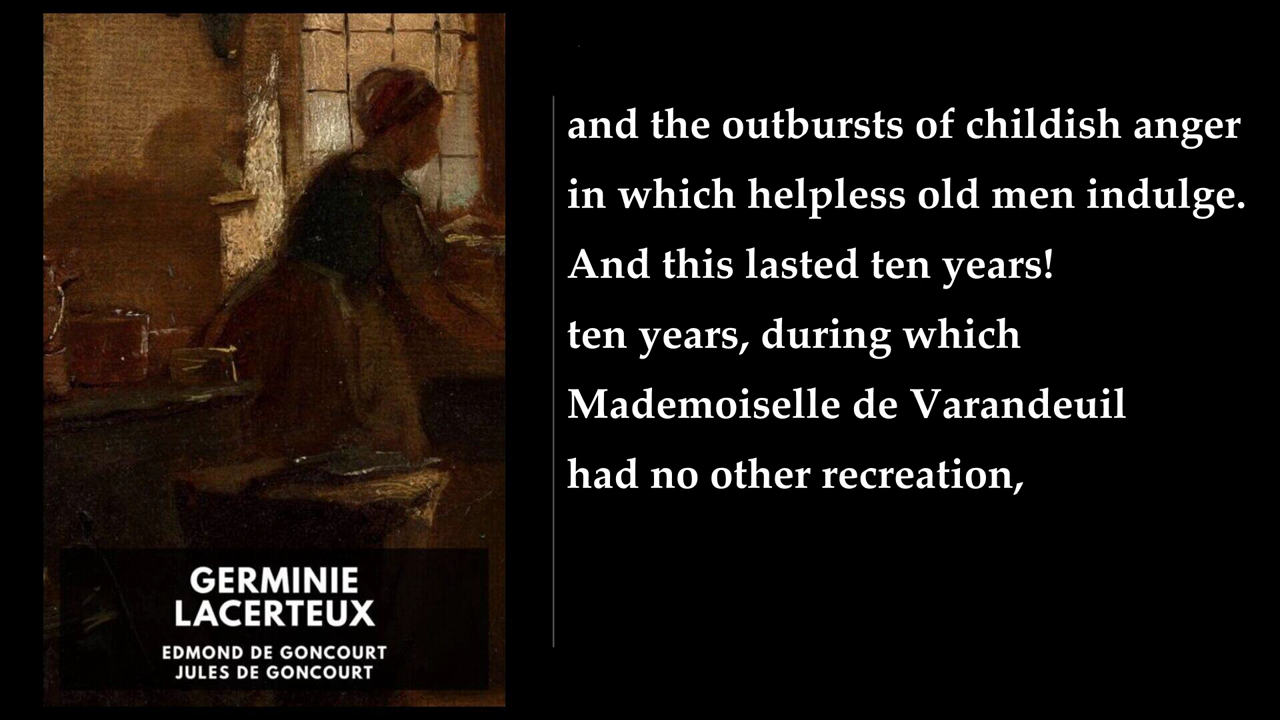 GERMINIE
LACERTEUX
EDMOND DE GONCOURT
JULES DE GONCOURT
and the outbursts of childish anger
in which helpless old men indulge.
And this lasted ten years!
ten years, during which
Mademoiselle de Varandeuil
had no other recreation,